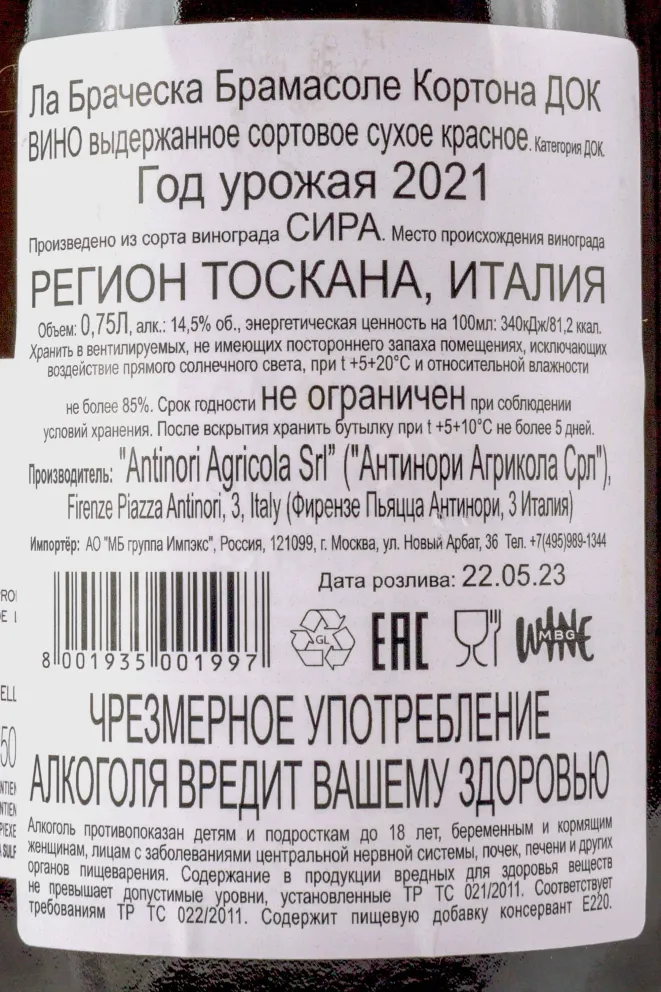 Ла Браческа Брамасоле Кортона ДОК
ВИНО выдержанное сортовое сухое красное. Категория ДОК.
Год урожая 2021
Произведено из сорта винограда СИРА. Место происхождения винограда
РЕГИОН ТОСКАНА, ИТАЛИЯ
Объем: 0,75Л, алк.: 14,5% об., энергетическая ценность на 100мл: 340кДж/81,2 ккал.
Хранить в вентилируемых, не имеющих постороннего запаха помещениях, исключающих
воздействие прямого солнечного света, при t +5+20°С и относительной влажности
не более 85%. Срок годности не ограничен при соблюдении
условий хранения. После вскрытия хранить бутылку при t +5+10°С не более 5 дней.
Производитель: "Antinori Agricola Srl" ("Антинори Агрикола Срл"),
Firenze Piazza Antinori, 3, Italy (Фирензе Пьяцца Антинори, 3 Италия)
Импортёр: АО "МБ группа Импэкс", Россия, 121099, г. Москва, ул. Новый Арбат, 36 Тел. +7(495)989-1344
Дата розлива: 22.05.23
8 001935 001997
GL
EAC
WINE
MBG
ЧРЕЗМЕРНОЕ УПОТРЕБЛЕНИЕ
АЛКОГОЛЯ ВРЕДИТ ВАШЕМУ ЗДОРОВЬЮ
Алкоголь противопоказан детям и подросткам до 18 лет, беременным и кормящим
женщинам, лицам с заболеваниями центральной нервной системы, почек, печени и других
органов пищеварения. Содержание в продукции вредных для здоровья веществ
не превышает допустимые уровни, установленные ТР ТС 021/2011. Соответствует
требованиям ТР ТС 022/2011. Содержит пищевую добавку консервант Е220.